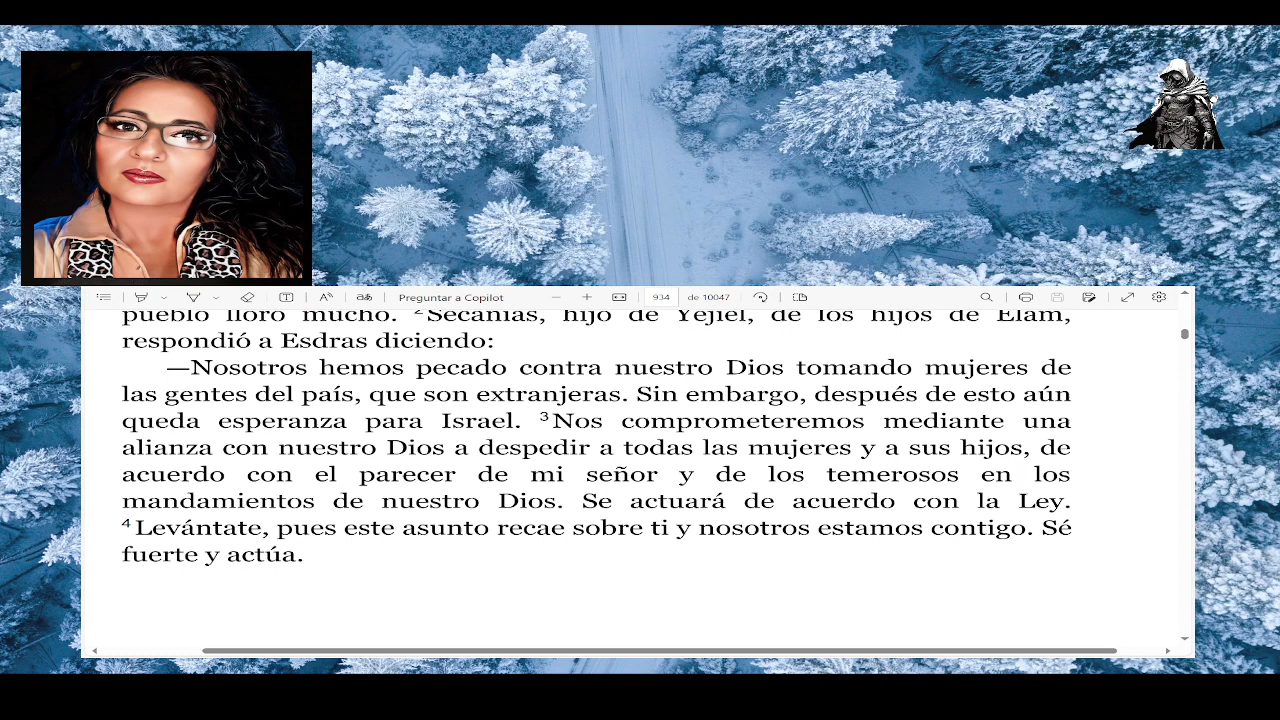 Preguntar a Copilot
934 de 10047
pueblo lloró mucho. ²Secanías, hijo de Yejiel, de los hijos de Elam,
respondió a Esdras diciendo:
—Nosotros hemos pecado contra nuestro Dios tomando mujeres de
las gentes del país, que son extranjeras. Sin embargo, después de esto aún
queda esperanza para Israel. ³Nos comprometeremos mediante una
alianza con nuestro Dios a despedir a todas las mujeres y a sus hijos, de
acuerdo con el parecer de mi señor y de los temerosos en los
mandamientos de nuestro Dios. Se actuará de acuerdo con la Ley.
⁴Levántate, pues este asunto recae sobre ti y nosotros estamos contigo. Sé
fuerte y actúa.